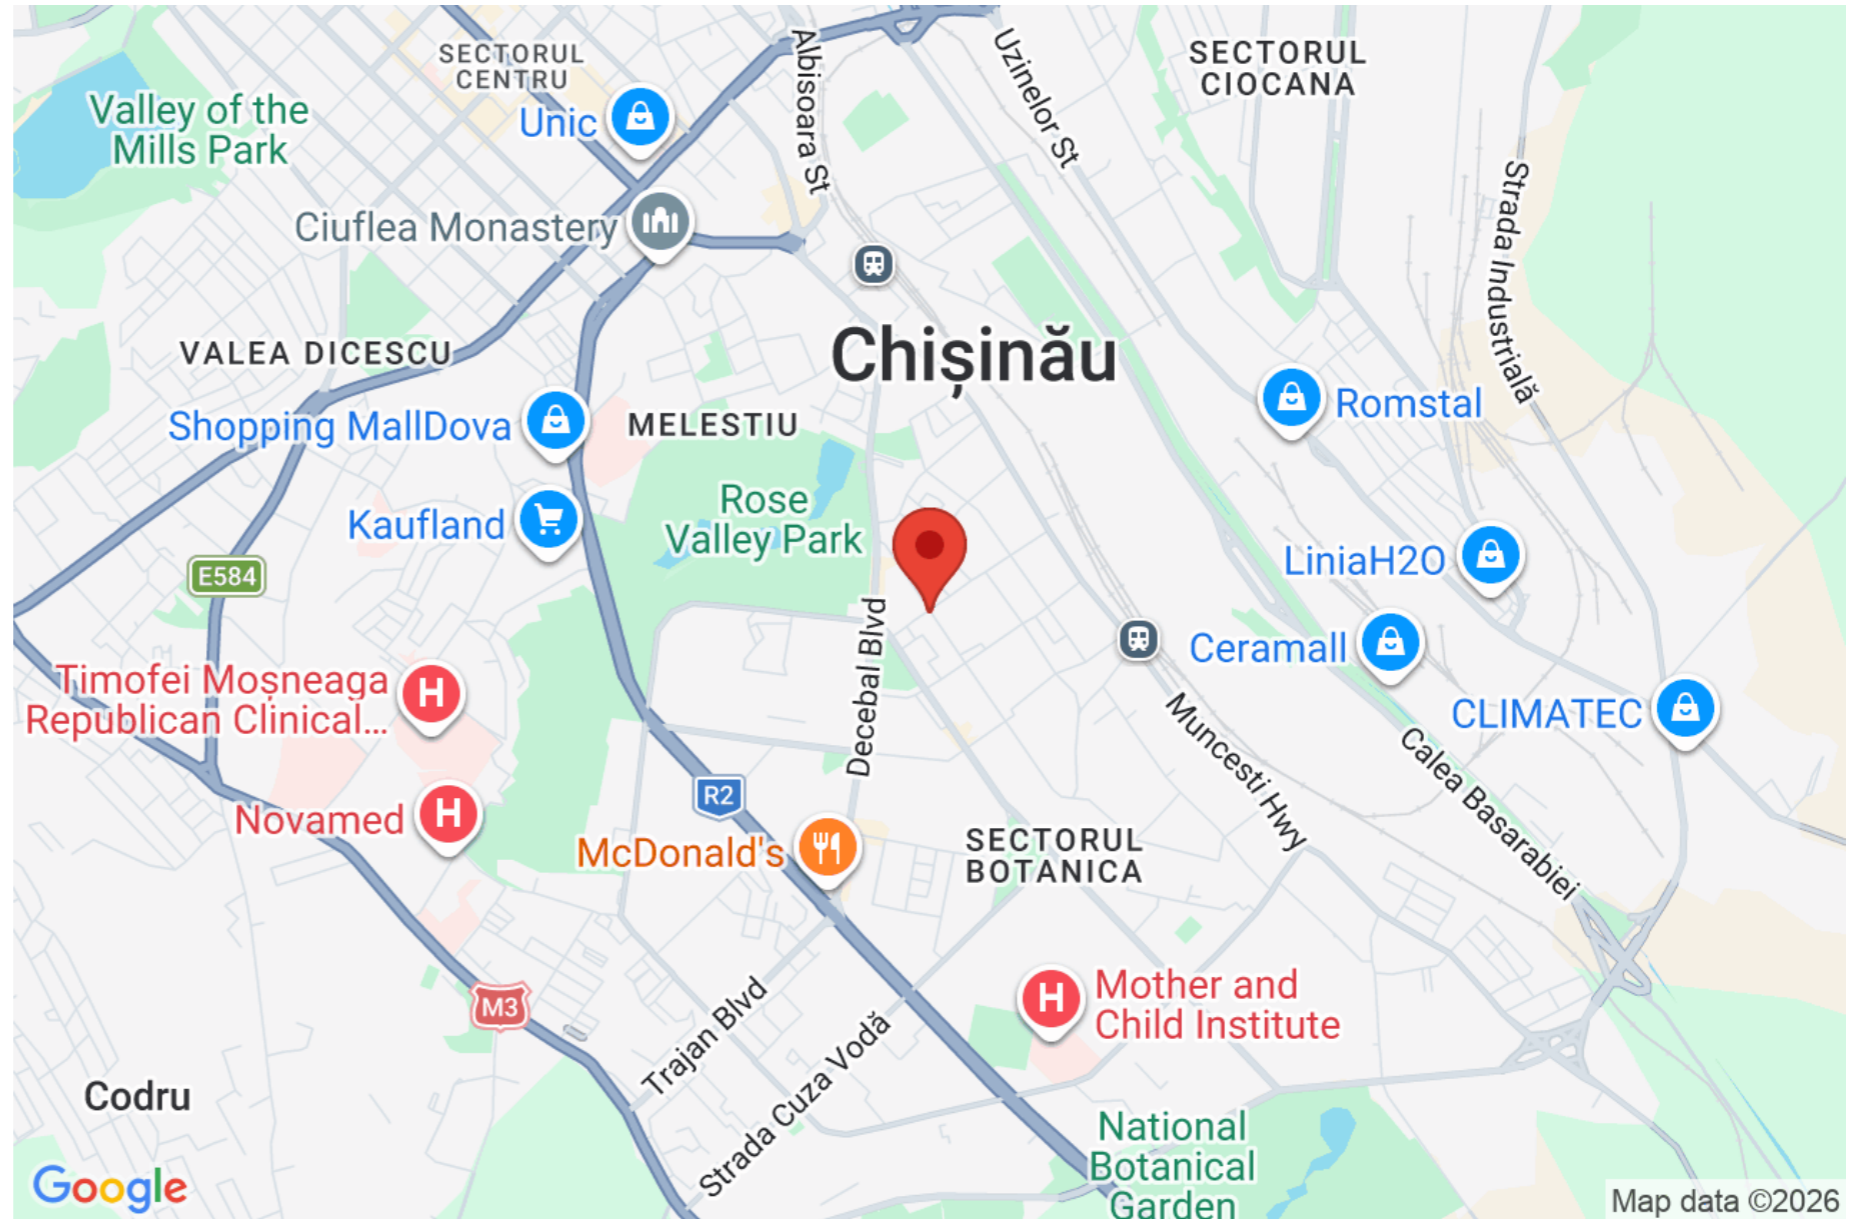 SECTORUL
CENTRU
Albisoara St
Uzinelor St
SECTORUL
CIOCANA
Valley of the
Mills Park
Unic
Strada Industrială
Ciuflea Monastery
Chișinău
VALEA DICESCU
Shopping MallDova
MELESTIU
Romstal
Rose
Valley Park
Kaufland
LiniaH2O
E584
Decebal Blvd
Ceramall
Timofei Moșneaga
Republican Clinical...
Muncesti Hwy
CLIMATEC
Calea Basarabiei
R2
Novamed
McDonald's
SECTORUL
BOTANICA
M3
Trajan Blvd
Mother and
Child Institute
Strada Cuza Vodă
Codru
National
Botanical
Garden
Google
Map data ©2026